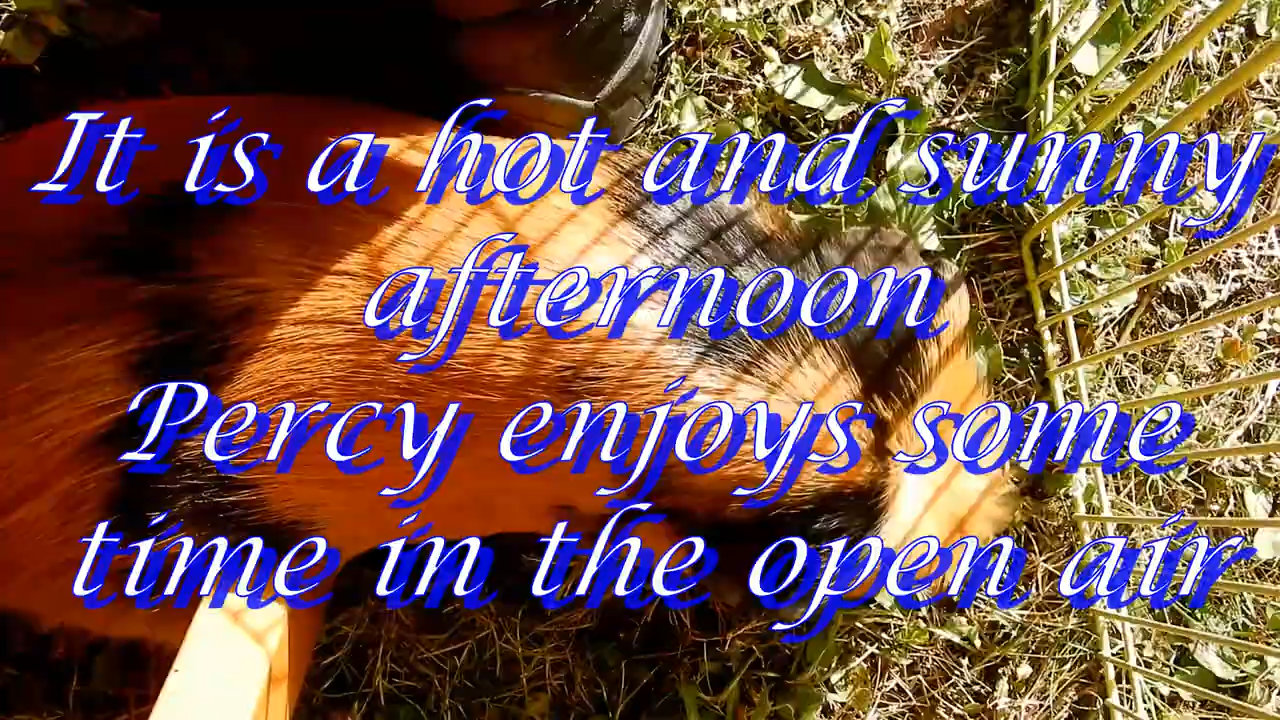 It is a hot and sunny
afternoon
Percy enjoys some
time in the open air